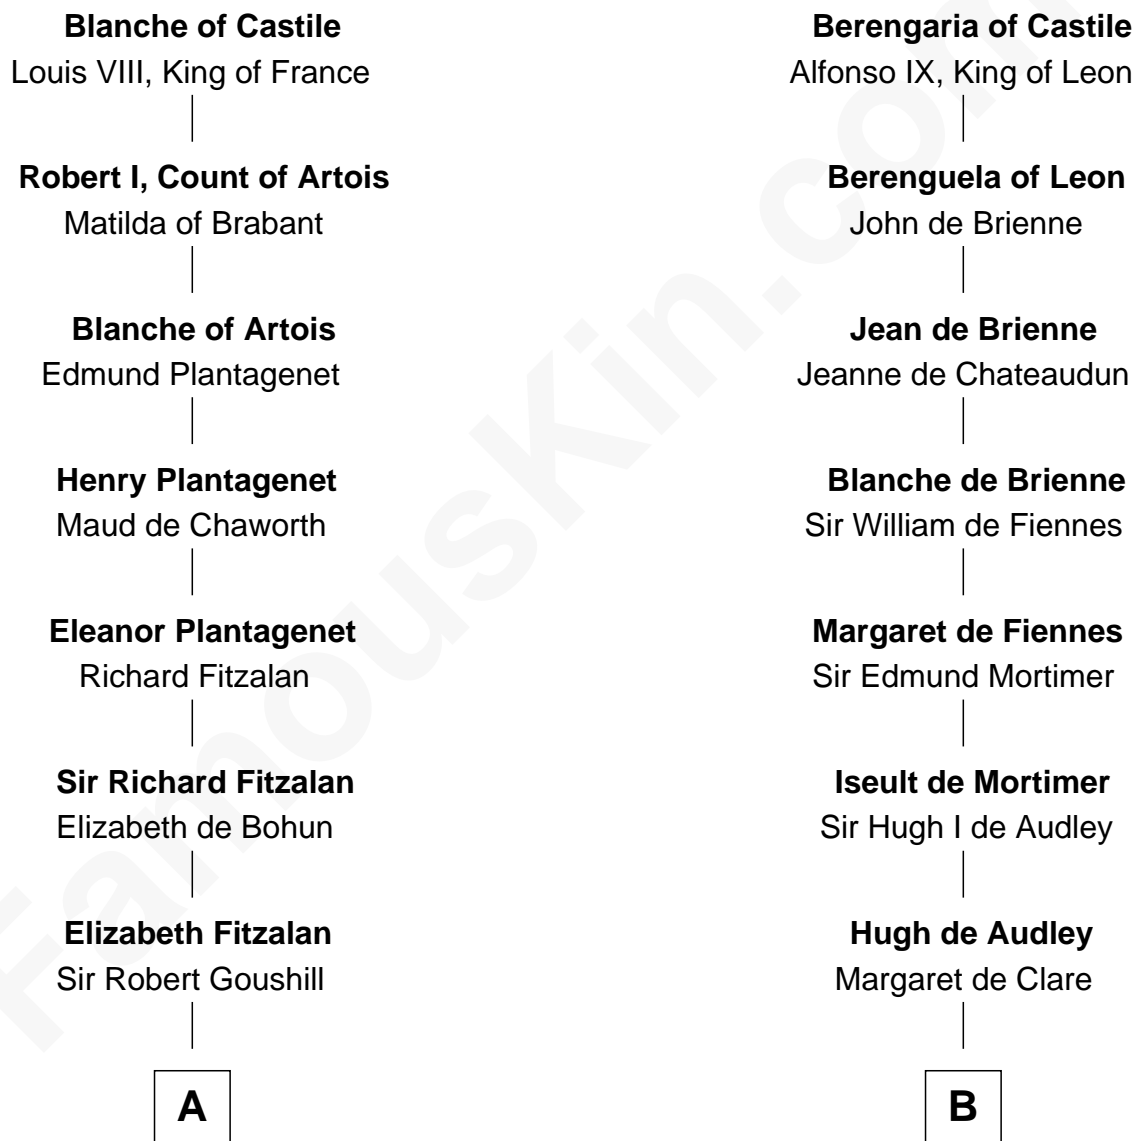 Blanche of Castile
Louis VIII, King of France
Robert I, Count of Artois
Matilda of Brabant
Blanche of Artois
Edmund Plantagenet
Henry Plantagenet
Maud de Chaworth
Eleanor Plantagenet
Richard Fitzalan
Sir Richard Fitzalan
Elizabeth de Bohun
Elizabeth Fitzalan
Sir Robert Goushill
A
Berengaria of Castile
Alfonso IX, King of Leon
Berenguela of Leon
John de Brienne
Jean de Brienne
Jeanne de Chateaudun
Blanche de Brienne
Sir William de Fiennes
Margaret de Fiennes
Sir Edmund Mortimer
Iseult de Mortimer
Sir Hugh I de Audley
Hugh de Audley
Margaret de Clare
B
FamousKin.com